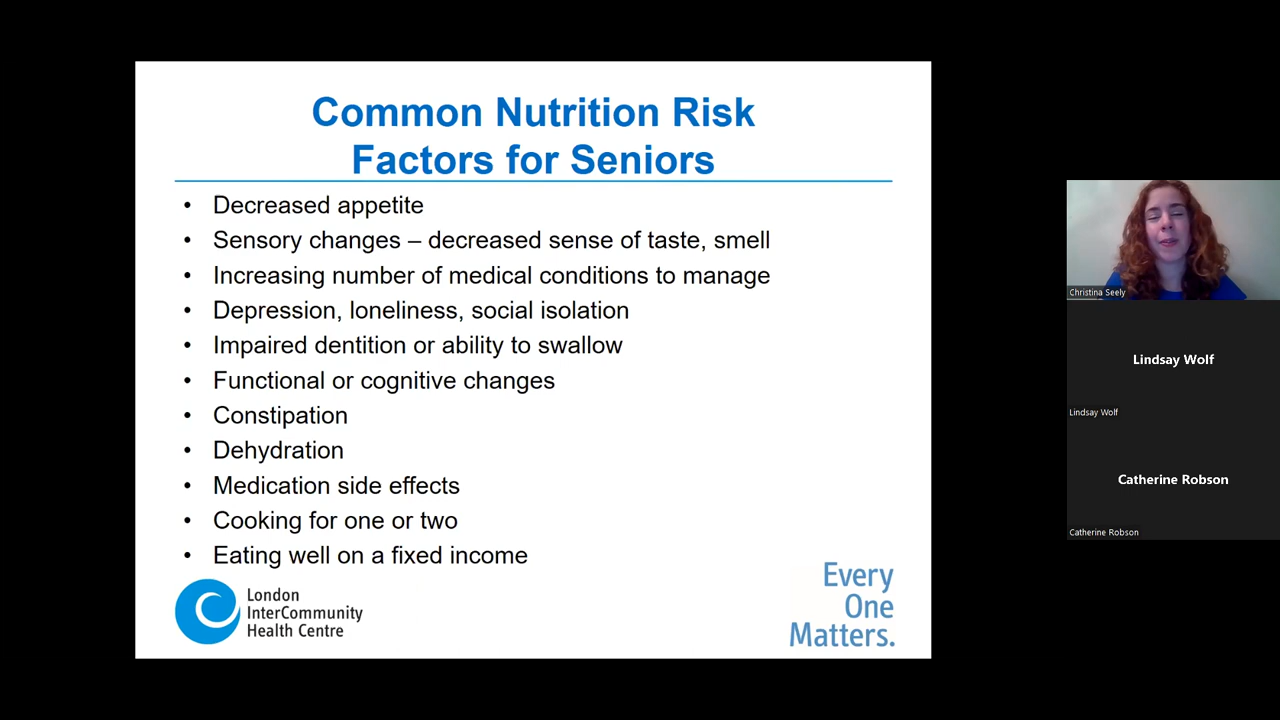 Common Nutrition Risk
Factors for Seniors
• Decreased appetite
• Sensory changes – decreased sense of taste, smell
• Increasing number of medical conditions to manage
• Depression, loneliness, social isolation
• Impaired dentition or ability to swallow
• Functional or cognitive changes
• Constipation
• Dehydration
• Medication side effects
• Cooking for one or two
• Eating well on a fixed income
London
InterCommunity
Health Centre
Every
One
Matters.
Christina Seely
Lindsay Wolf
Lindsay Wolf
Catherine Robson
Catherine Robson